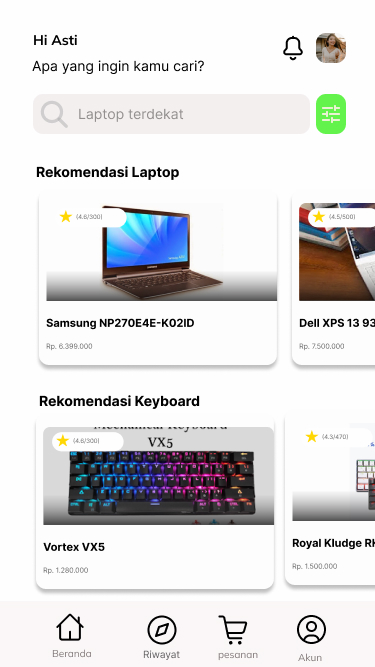 Hi Asti
Apa yang ingin kamu cari?
Laptop terdekat
Rekomendasi Laptop
(4.6/300)
(4.5/500)
Samsung NP270E4E-K02ID
Dell XPS 13 93
Rp. 6.399.000
Rp. 7.500.000
Rekomendasi Keyboard
Mechanical Keyboard
VX5
(4.6/300)
(4.3/470)
Vortex VX5
Royal Kludge RK
Rp. 1.280.000
Rp. 1.500.000
Beranda
Riwayat
pesanan
Akun